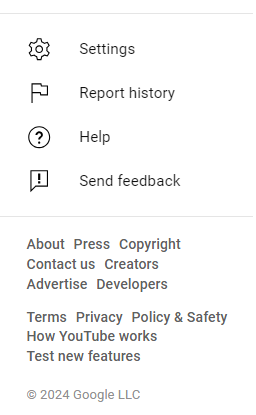 Settings
Report history
Help
Send feedback
About Press Copyright
Contact us Creators
Advertise Developers
Terms Privacy Policy & Safety
How YouTube works
Test new features
© 2024 Google LLC